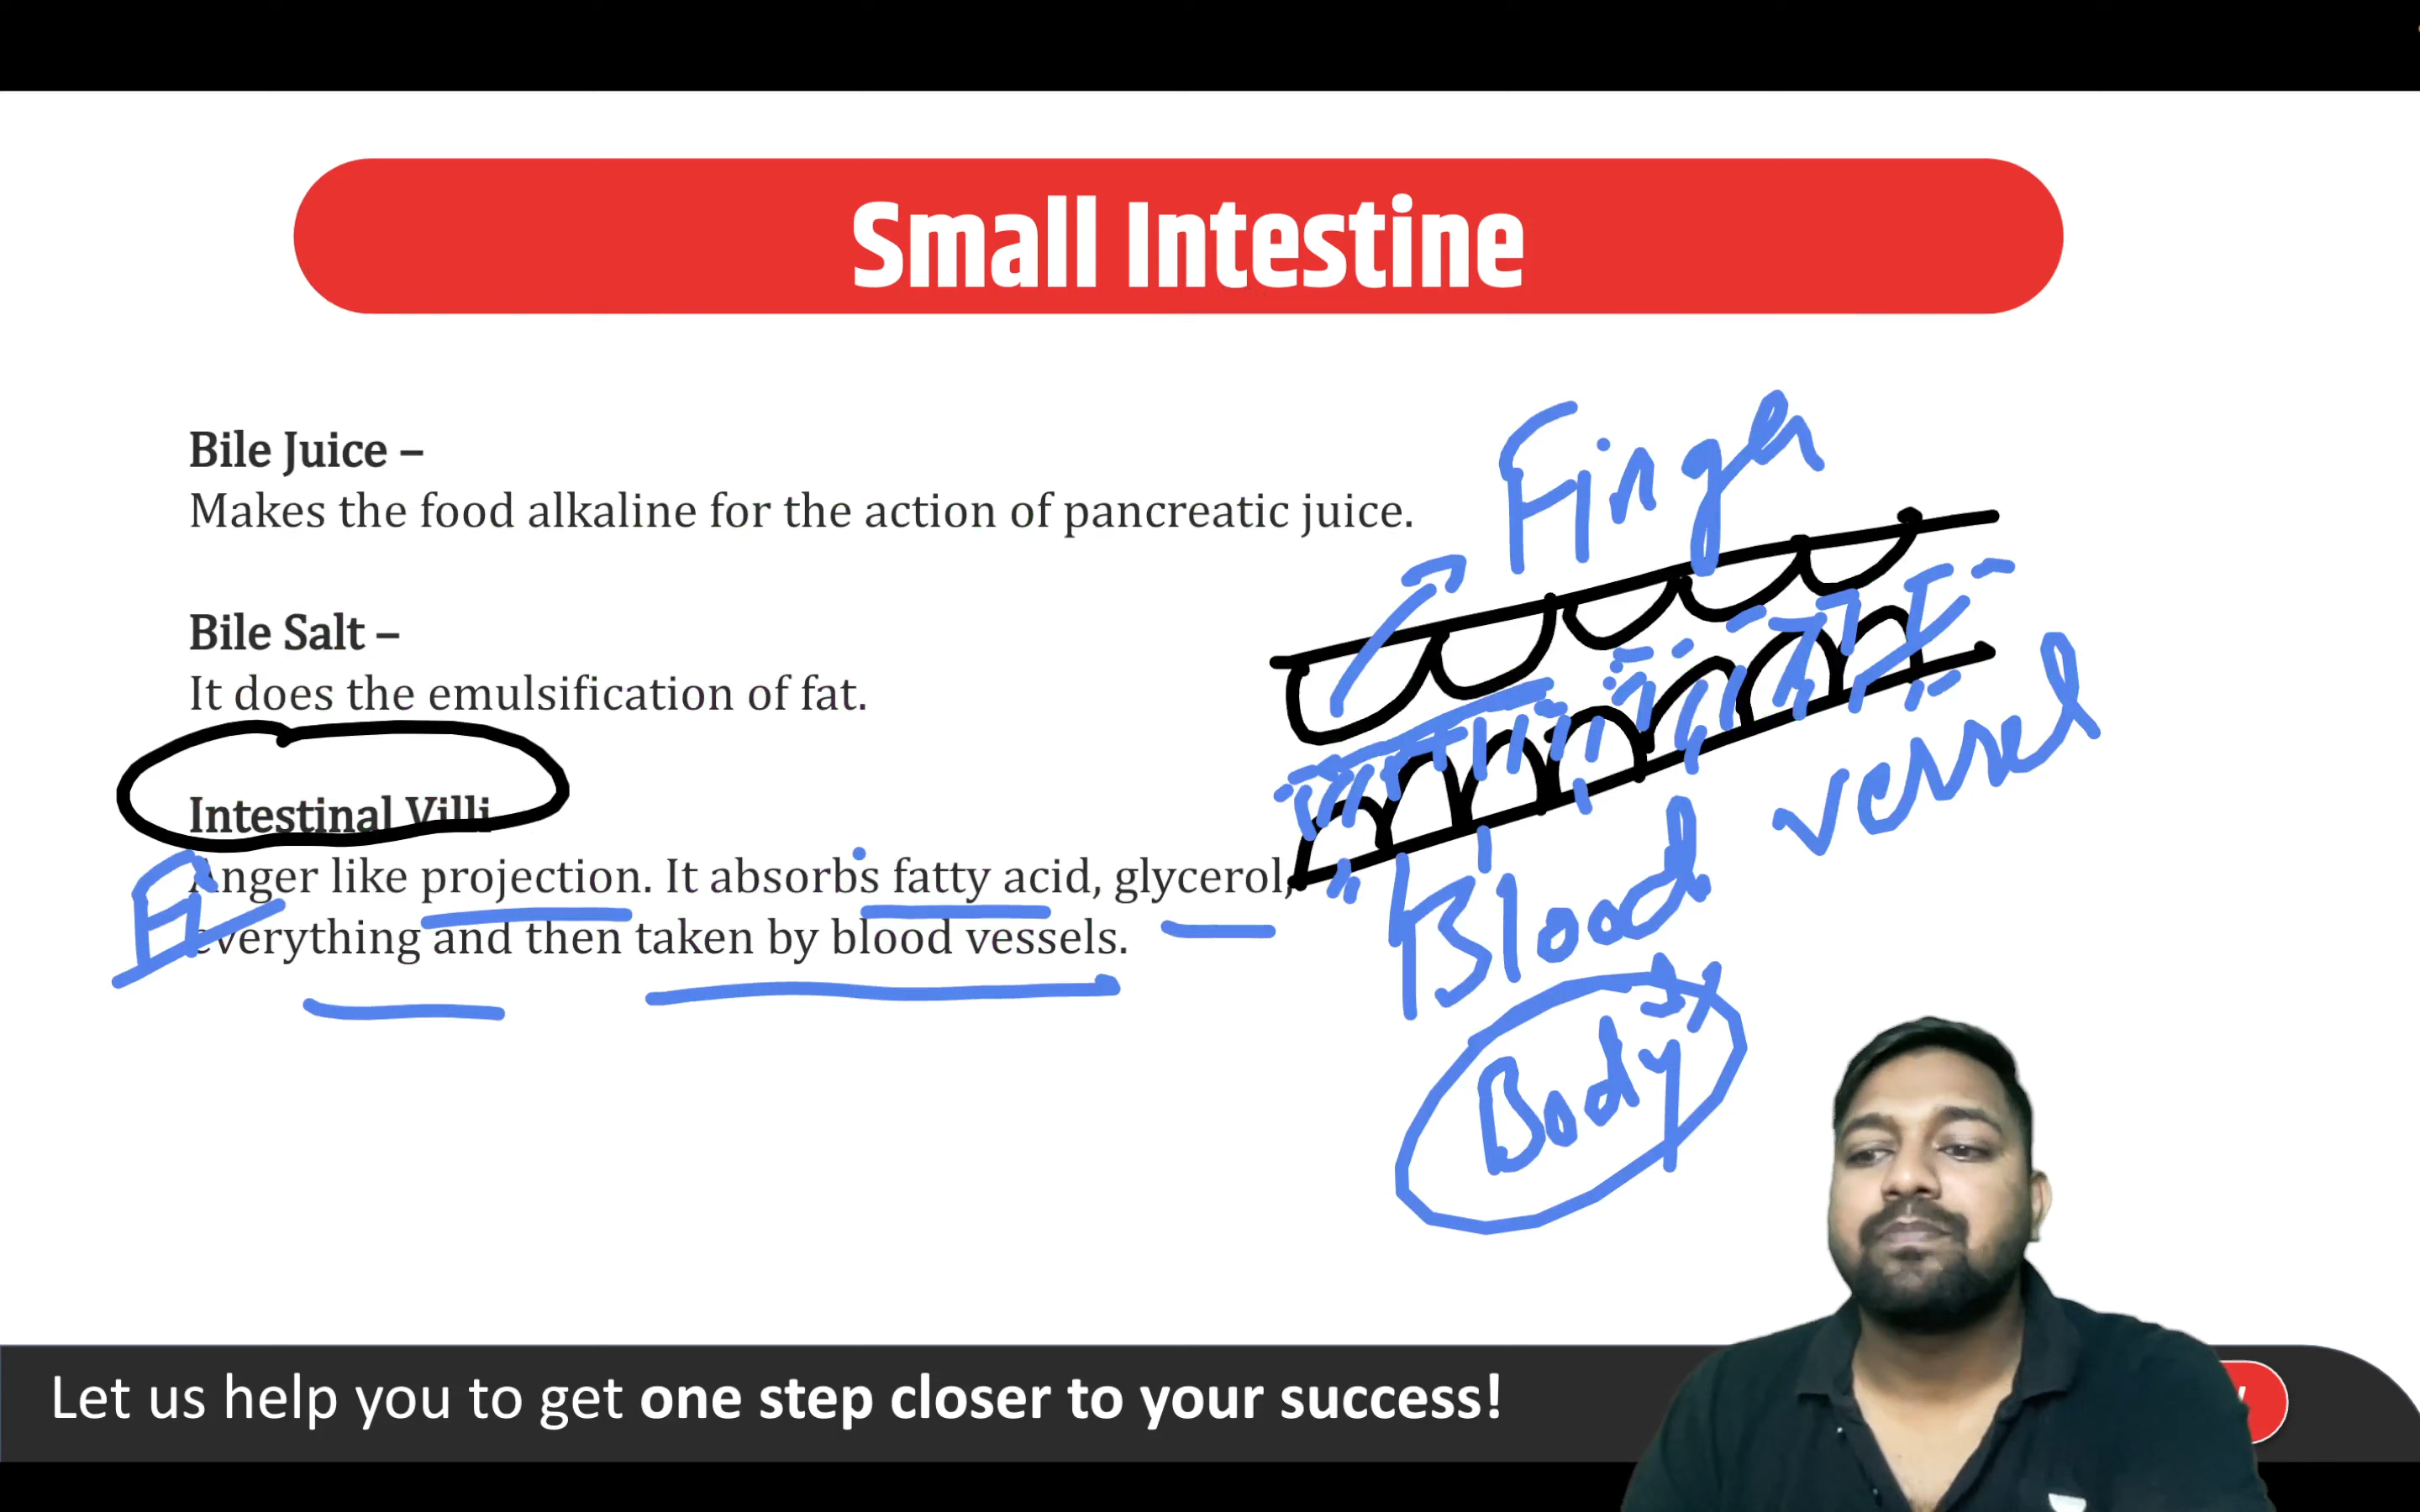 Small Intestine
Bile Juice –
Makes the food alkaline for the action of pancreatic juice.
Bile Salt –
It does the emulsification of fat.
Intestinal Villi
Anger like projection. It absorbs fatty acid, glycerol,
everything and then taken by blood vessels.
Finger
Blood vessel
Body
Let us help you to get one step closer to your success!